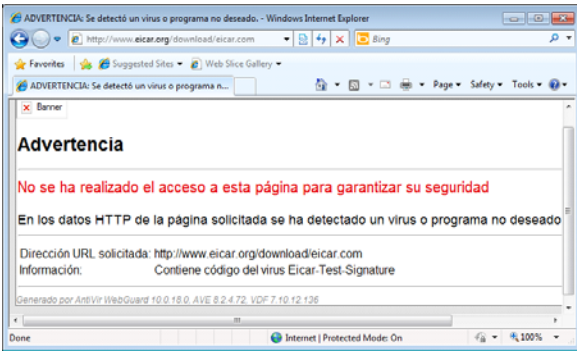 ADVERTENCIA: Se detectó un virus o programa no deseado. - Windows Internet Explorer
http://www.eicar.org/download/eicar.com
Bing
Favorites Suggested Sites Web Slice Gallery
ADVERTENCIA: Se detectó un virus o programa n... Page Safety Tools
Banner
Advertencia
No se ha realizado el acceso a esta página para garantizar su seguridad
En los datos HTTP de la página solicitada se ha detectado un virus o programa no deseado
Dirección URL solicitada: http://www.eicar.org/download/eicar.com
Información: Contiene código del virus Eicar-Test-Signature
Generado por AntiVir WebGuard 10.0.18.0, AVE 8.2.4.72, VDF 7.10.12.136
Done Internet | Protected Mode: On 100%